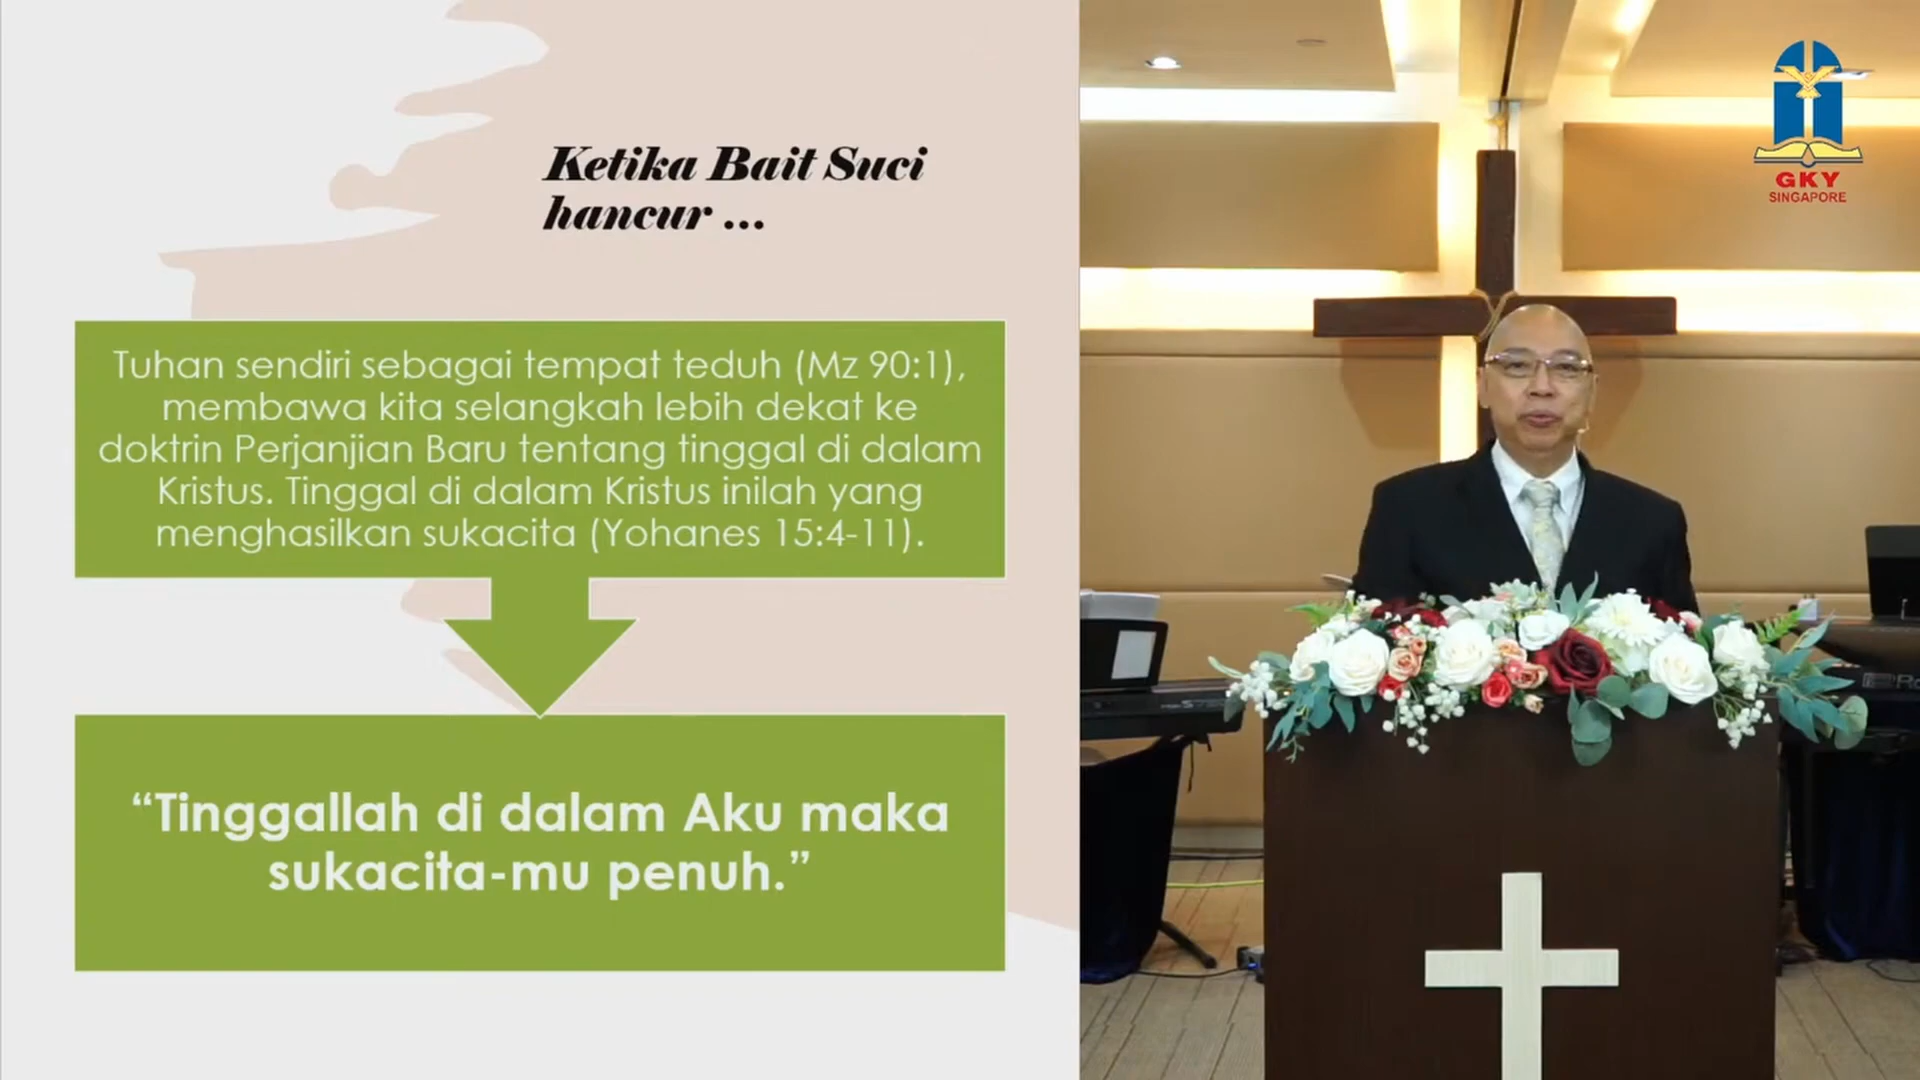 Ketika Bait Suci
hancur ...
Tuhan sendiri sebagai tempat teduh (Mz 90:1),
membawa kita selangkah lebih dekat ke
doktrin Perjanjian Baru tentang tinggal di dalam
Kristus. Tinggal di dalam Kristus inilah yang
menghasilkan sukacita (Yohanes 15:4-11).
“Tinggallah di dalam Aku maka
sukacita-mu penuh.”
GKY
SINGAPORE